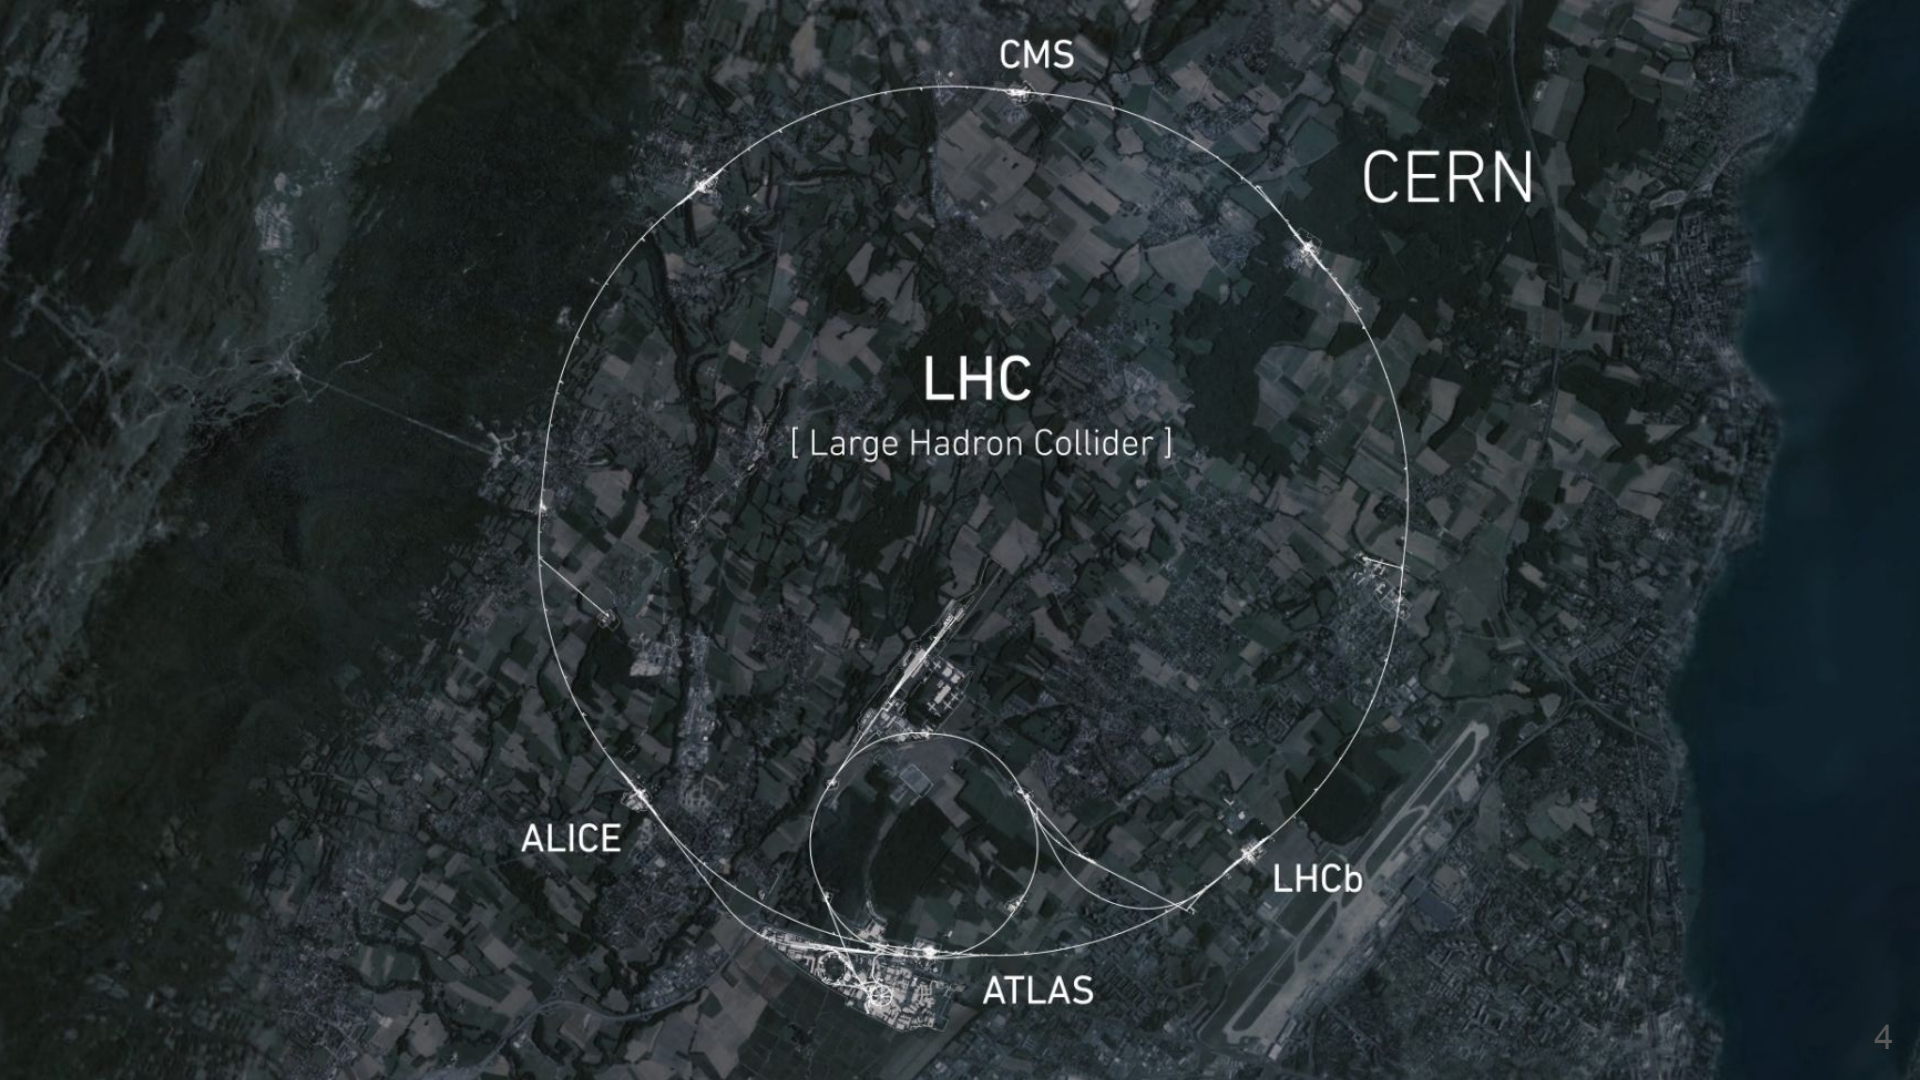 CMS
CERN
LHC
[ Large Hadron Collider ]
ALICE
LHCb
ATLAS
4